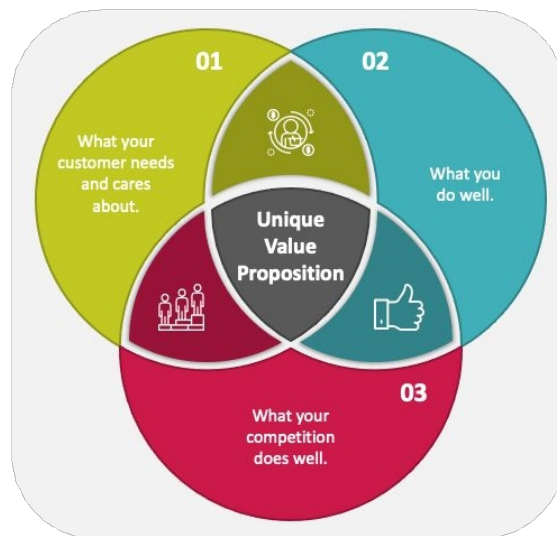 01
What your
customer needs
and cares
about.
02
What you
do well.
Unique
Value
Proposition
03
What your
competition
does well.